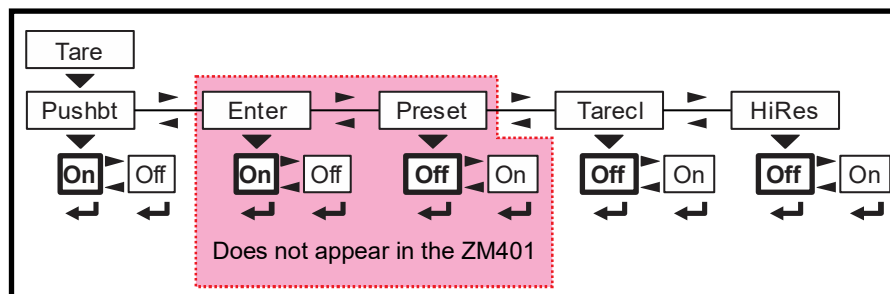 Tare
Pushbt Enter Preset Tarecl HiRes
On Off On Off Off On Off On Off On
Does not appear in the ZM401